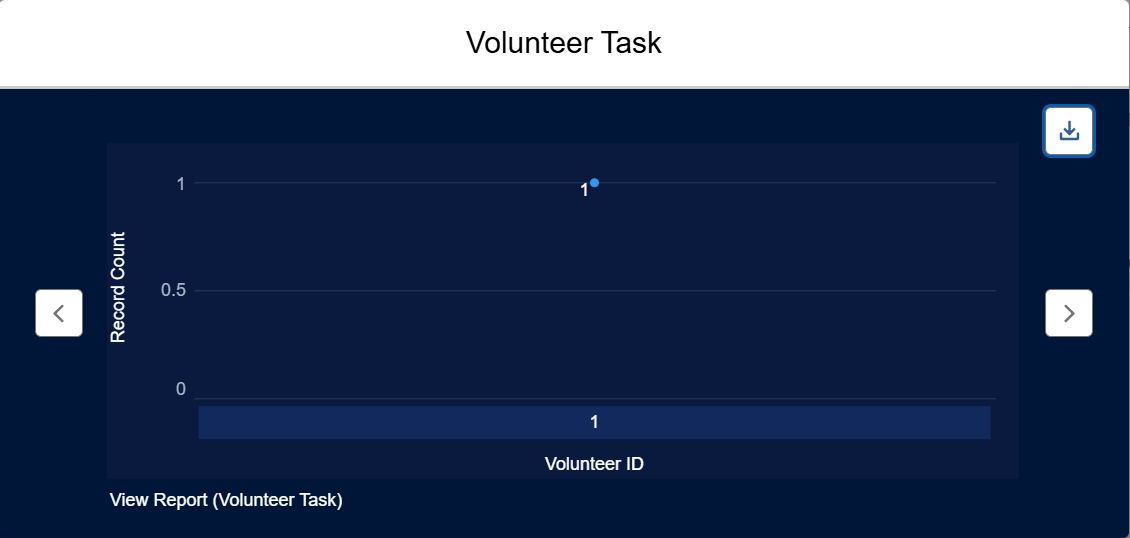 Volunteer Task
1
1
Record Count
0.5
0
1
Volunteer ID
View Report (Volunteer Task)